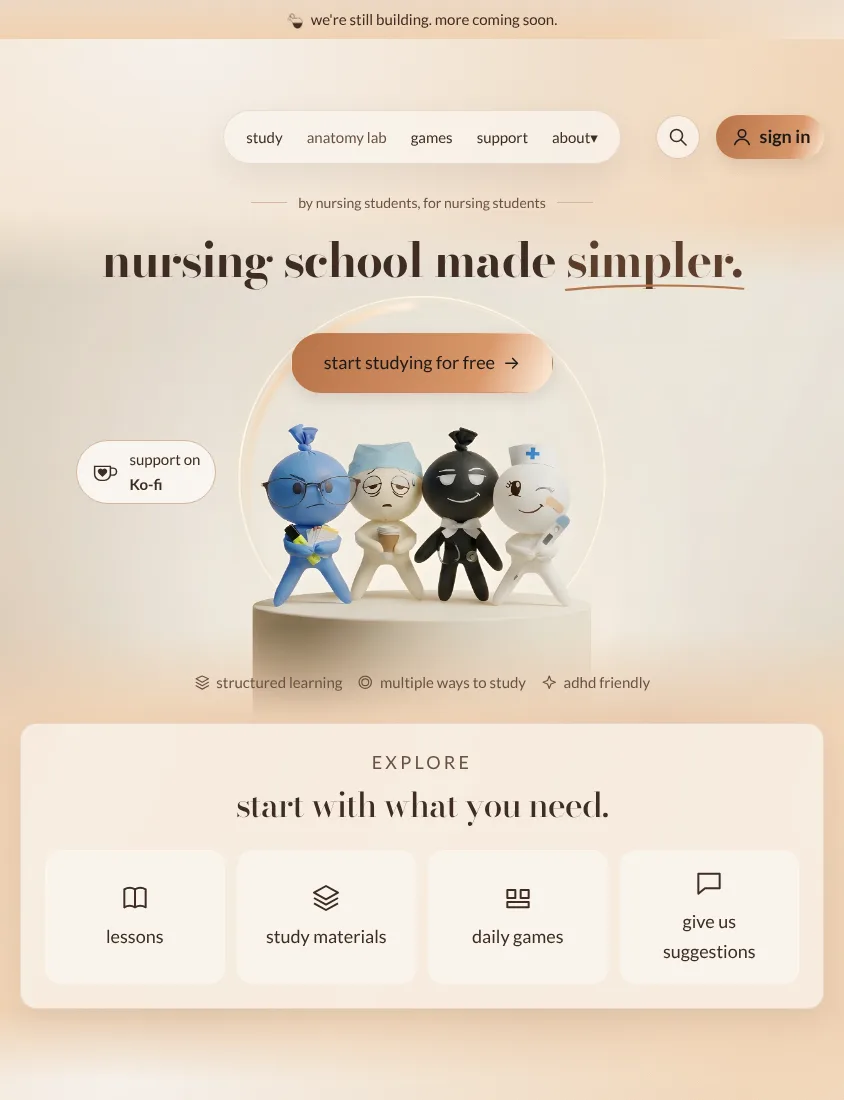 we're still building. more coming soon.
study anatomy lab games support about▾
sign in
by nursing students, for nursing students
nursing school made simpler.
start studying for free →
support on
Ko-fi
structured learning multiple ways to study adhd friendly
EXPLORE
start with what you need.
lessons
study materials
daily games
give us
suggestions